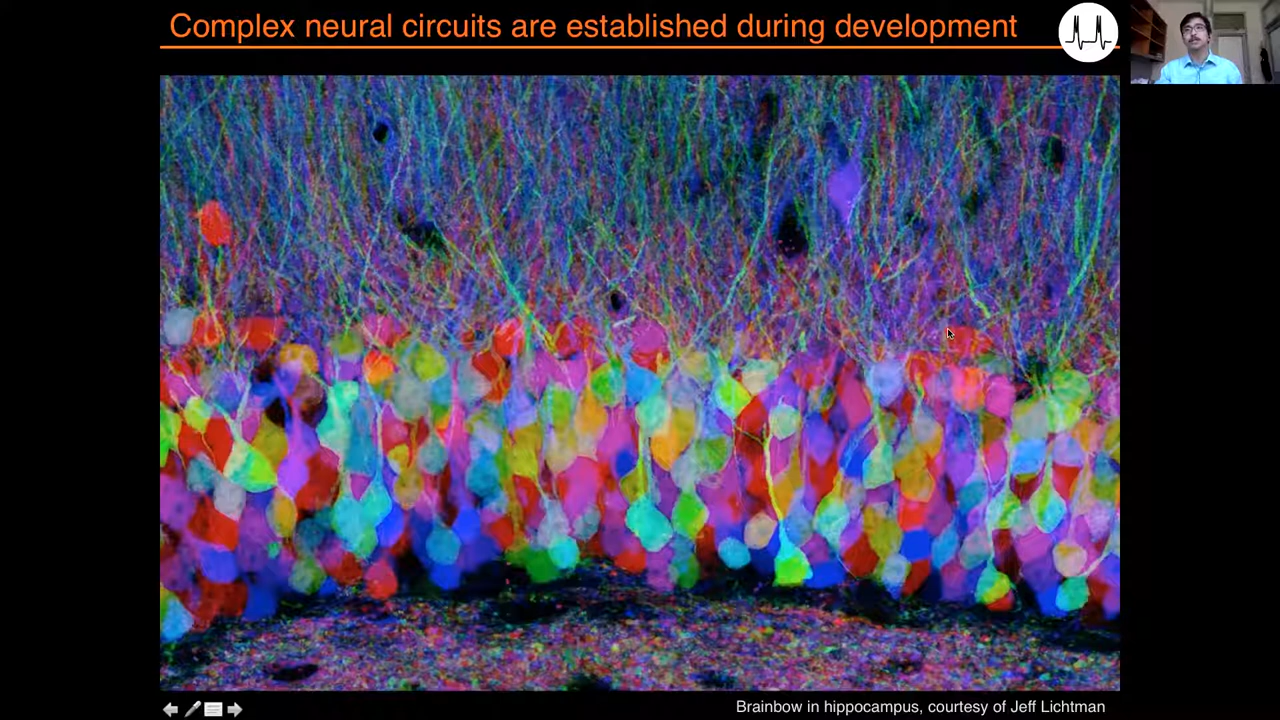 Complex neural circuits are established during development
Brainbow in hippocampus, courtesy of Jeff Lichtman